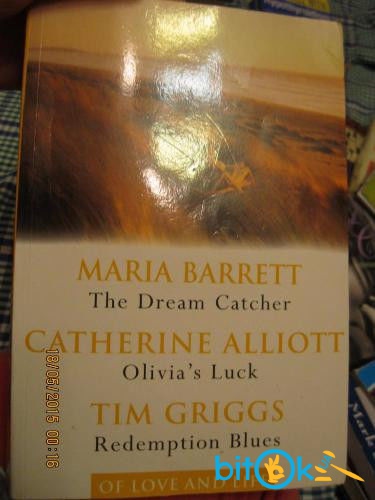 MARIA BARRETT
The Dream Catcher
CATHERINE ALLIOTT
Olivia's Luck
TIM GRIGGS
Redemption Blues
OF LOVE AND
bitOk
18/05/2015 00:16
Mark